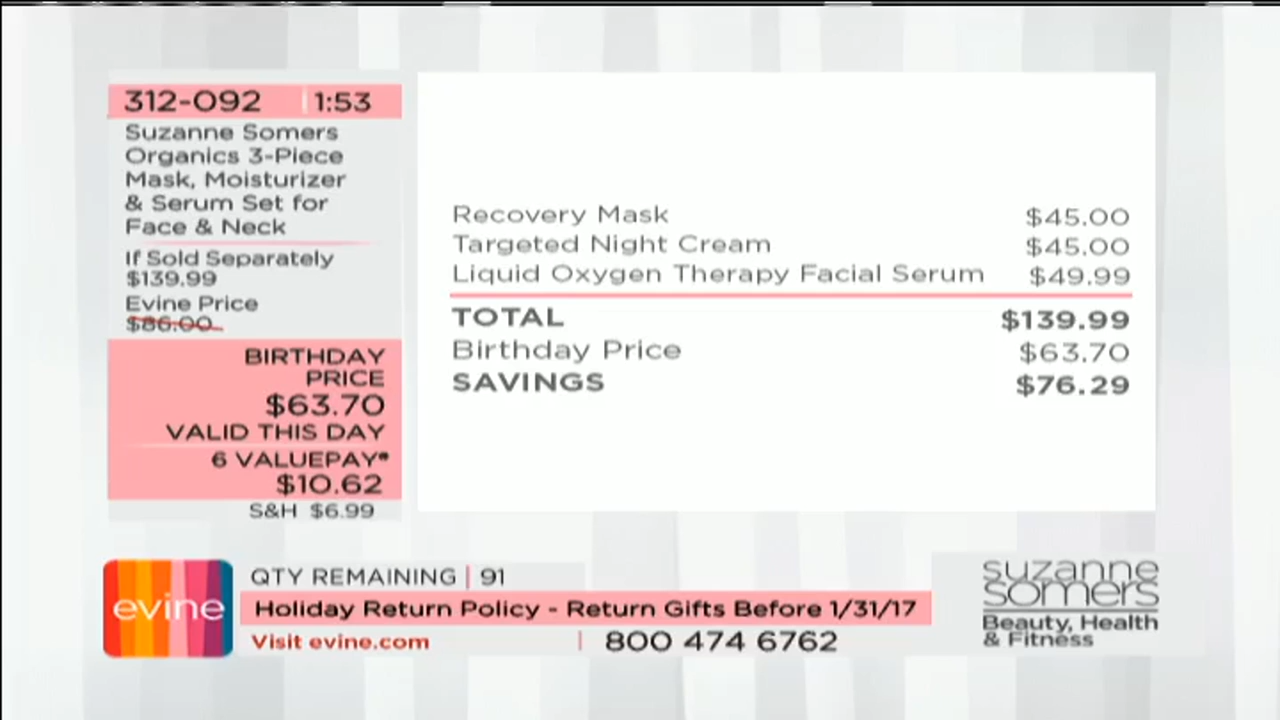 312-092 1:53
Suzanne Somers
Organics 3-Piece
Mask, Moisturizer
& Serum Set for
Face & Neck
If Sold Separately
$139.99
Evine Price
$86.00
BIRTHDAY
PRICE
$63.70
VALID THIS DAY
6 VALUEPAY®
$10.62
S&H $6.99
Recovery Mask $45.00
Targeted Night Cream $45.00
Liquid Oxygen Therapy Facial Serum $49.99
TOTAL $139.99
Birthday Price $63.70
SAVINGS $76.29
evine
QTY REMAINING | 91
Holiday Return Policy - Return Gifts Before 1/31/17
Visit evine.com | 800 474 6762
suzanne
somers
Beauty, Health
& Fitness